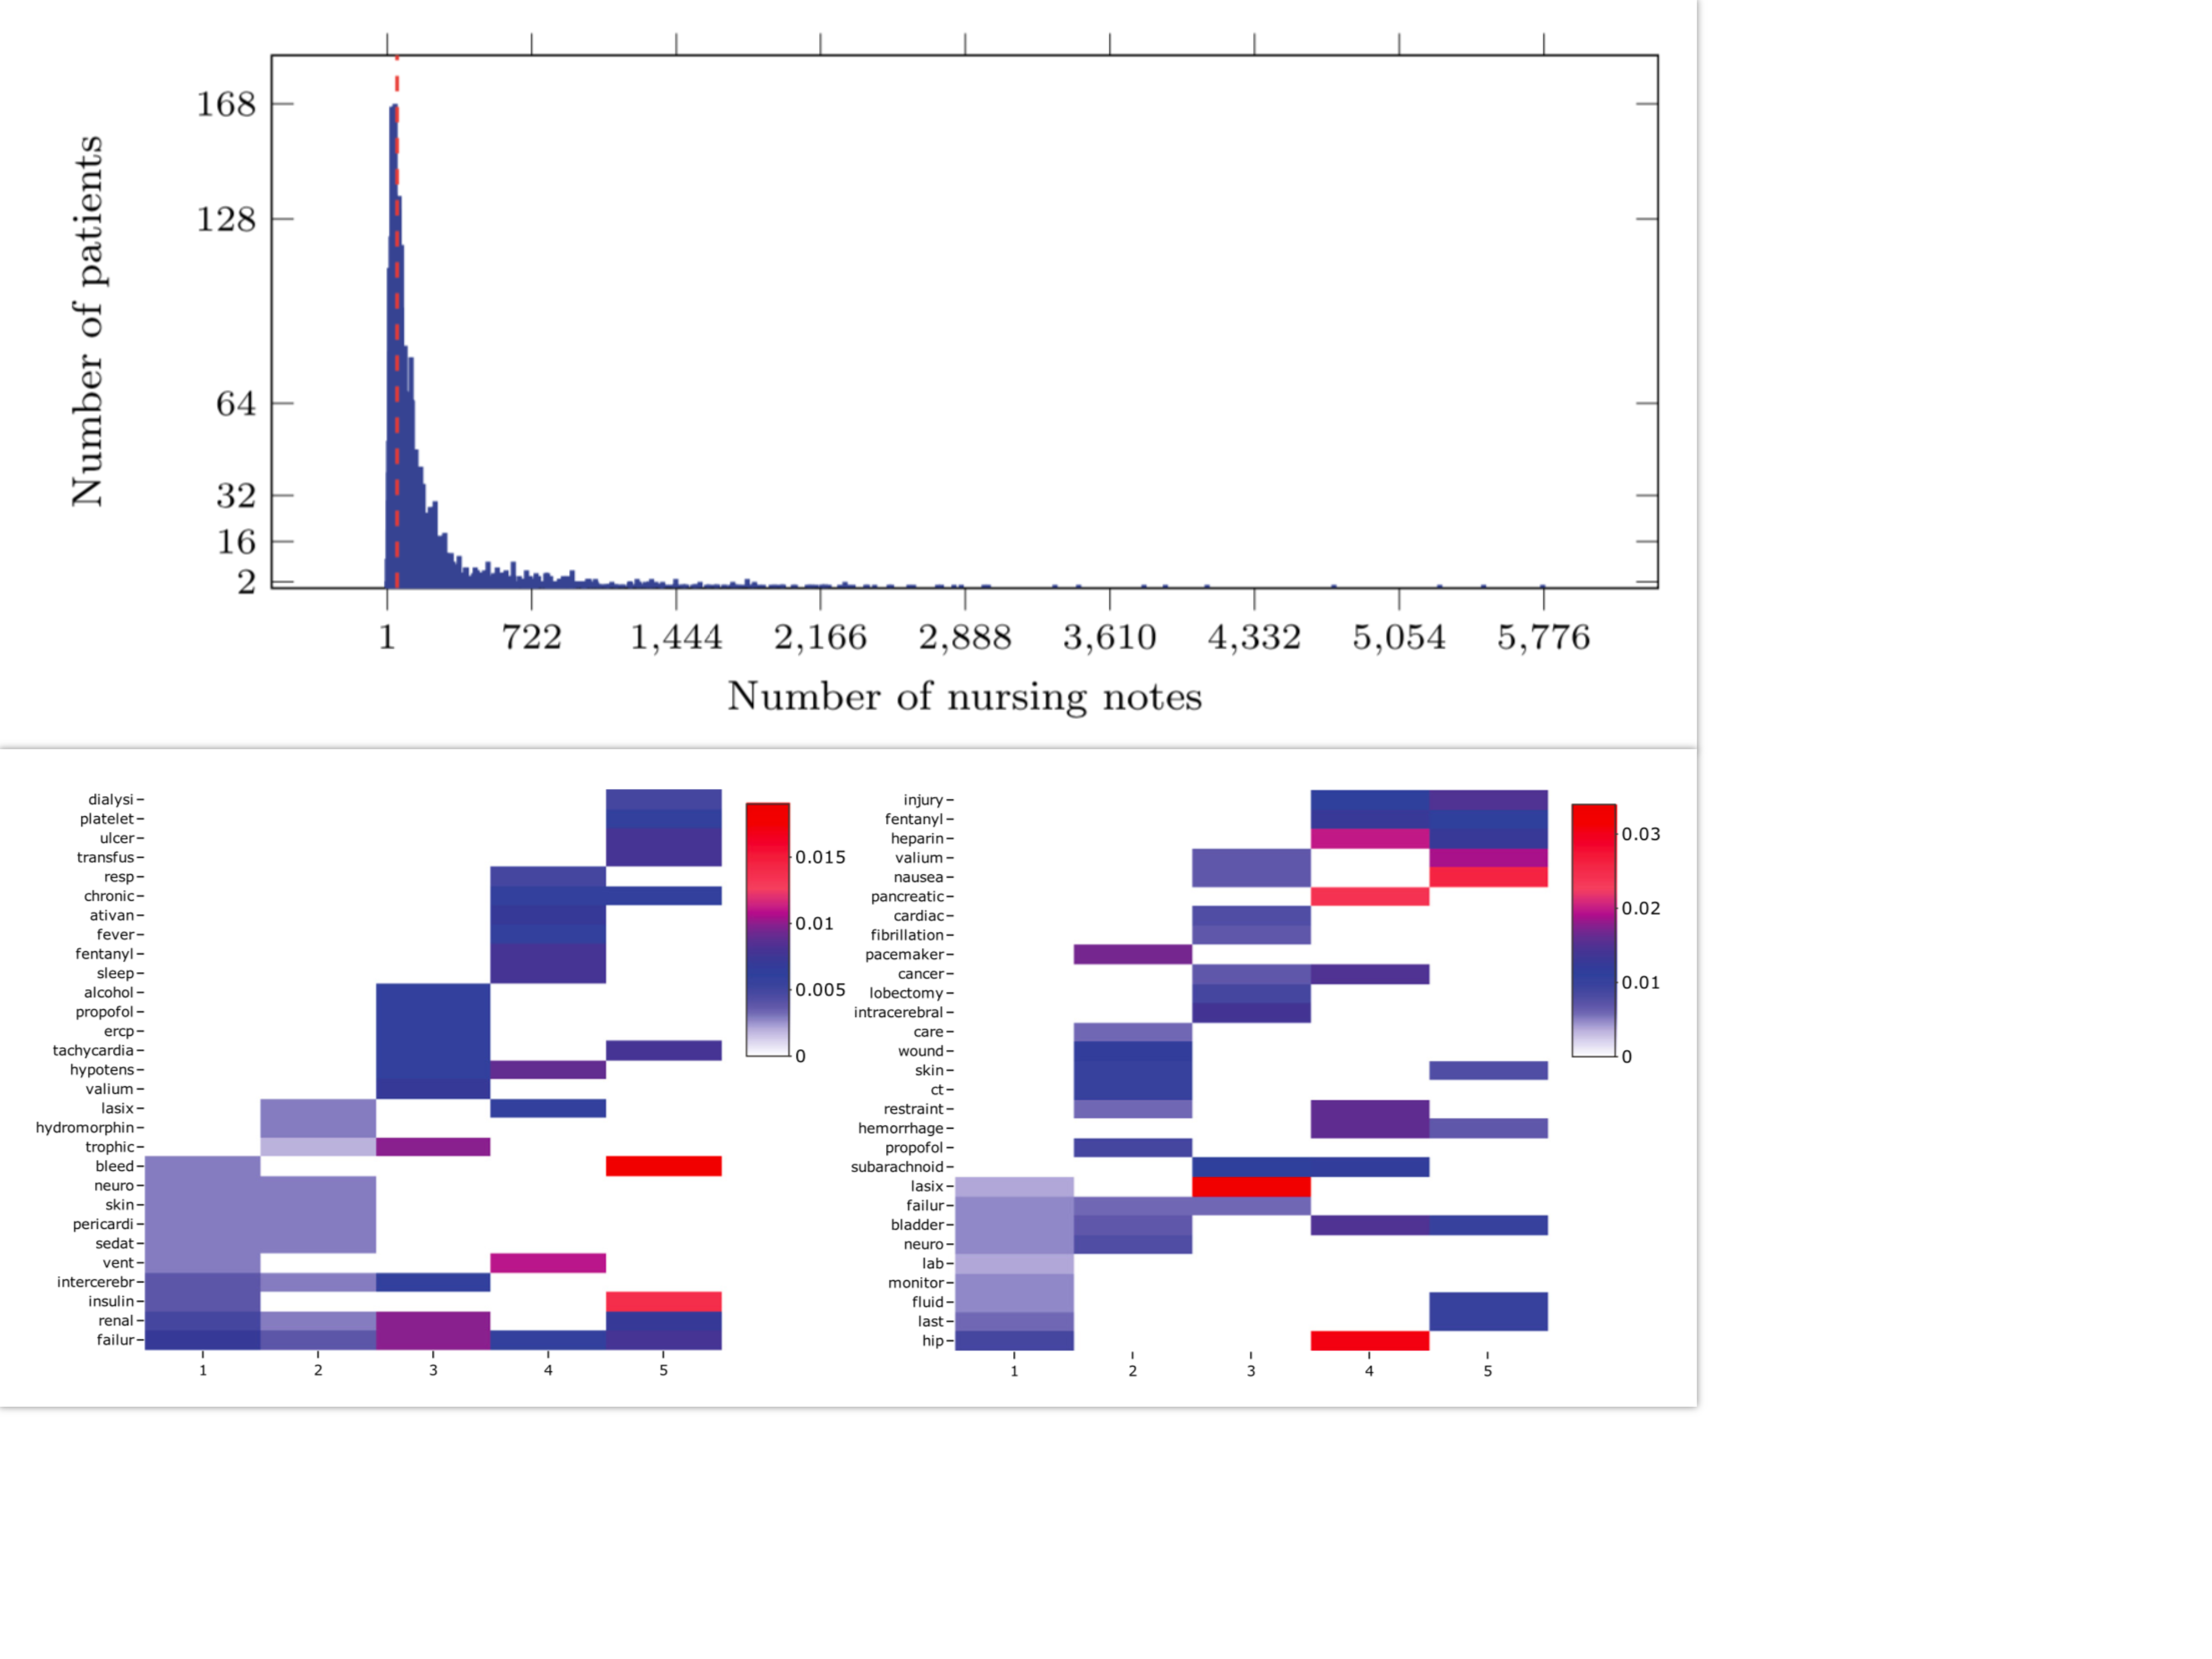 168
128
64
32
16
2
Number of patients
1 722 1,444 2,166 2,888 3,610 4,332 5,054 5,776
Number of nursing notes
dialysi
platelet
ulcer
transfus
resp
chronic
ativan
fever
fentanyl
sleep
alcohol
propofol
ercp
tachycardia
hypotens
valium
lasix
hydromorphin
trophic
bleed
neuro
skin
pericardi
sedat
vent
intercerebr
insulin
renal
failur
1 2 3 4 5
0.015
0.01
0.005
0
injury
fentanyl
heparin
valium
nausea
pancreatic
cardiac
fibrillation
pacemaker
cancer
lobectomy
intracerebral
care
wound
skin
ct
restraint
hemorrhage
propofol
subarachnoid
lasix
failur
bladder
neuro
lab
monitor
fluid
last
hip
1 2 3 4 5
0.03
0.02
0.01
0